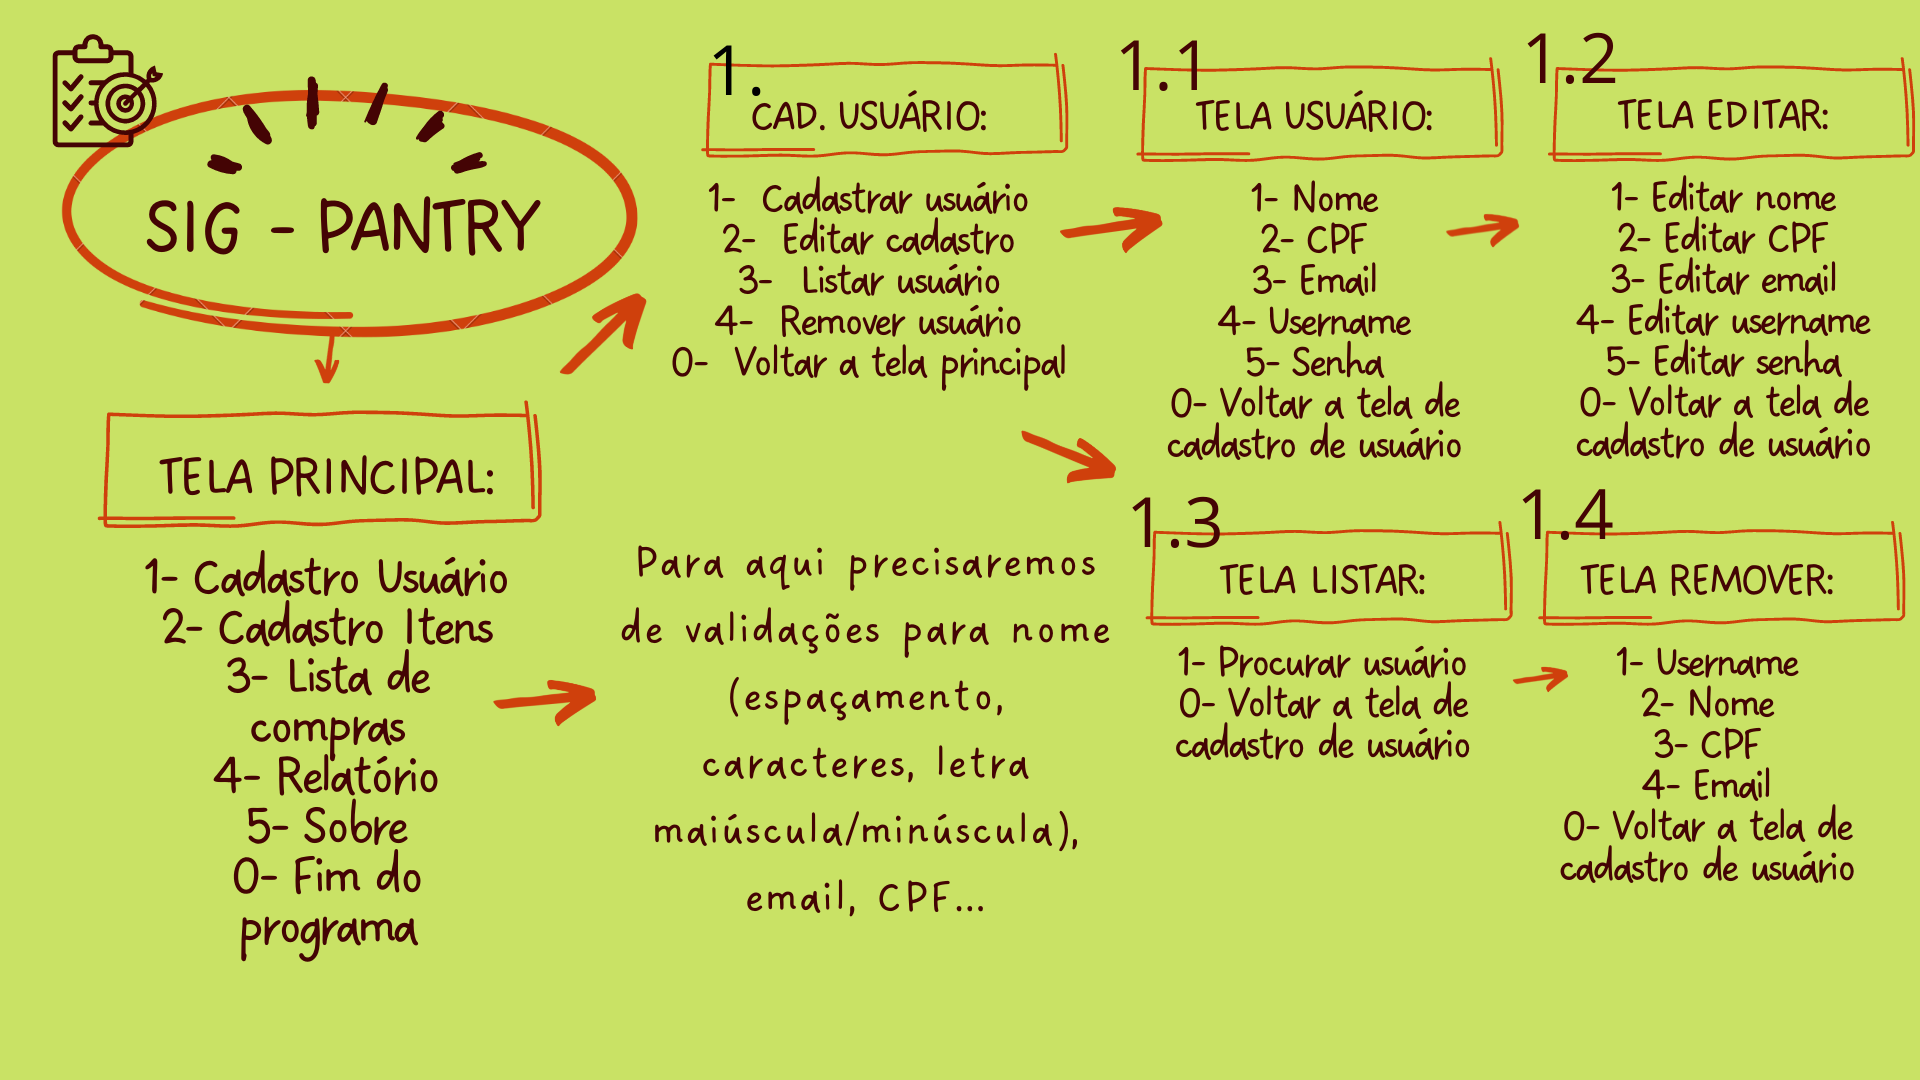 SIG - PANTRY
TELA PRINCIPAL:
1- Cadastro Usuário
2- Cadastro Itens
3- Lista de
compras
4- Relatório
5- Sobre
0- Fim do
programa
1.
CAD. USUÁRIO:
1- Cadastrar usuário
2- Editar cadastro
3- Listar usuário
4- Remover usuário
0- Voltar a tela principal
Para aqui precisaremos
de validações para nome
(espaçamento,
caracteres, letra
maiúscula/minúscula),
email, CPF...
1.1
TELA USUÁRIO:
1- Nome
2- CPF
3- Email
4- Username
5- Senha
0- Voltar a tela de
cadastro de usuário
1.2
TELA EDITAR:
1- Editar nome
2- Editar CPF
3- Editar email
4- Editar username
5- Editar senha
0- Voltar a tela de
cadastro de usuário
1.3
TELA LISTAR:
1- Procurar usuário
0- Voltar a tela de
cadastro de usuário
1.4
TELA REMOVER:
1- Username
2- Nome
3- CPF
4- Email
0- Voltar a tela de
cadastro de usuário